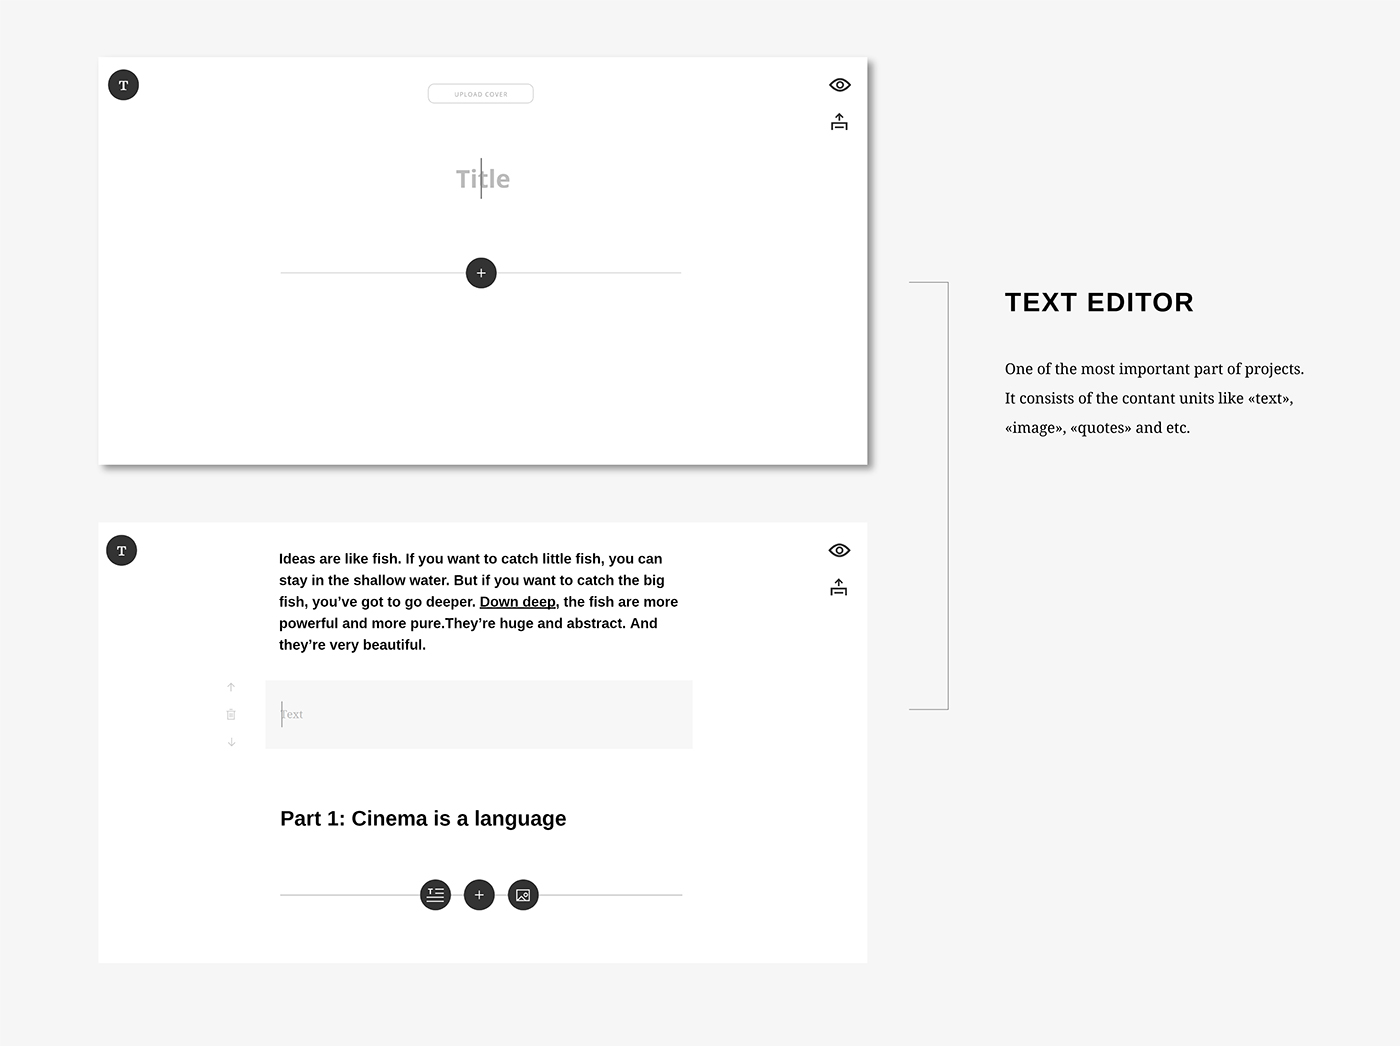 T
UPLOAD COVER
Title
TEXT EDITOR
One of the most important part of projects.
It consists of the contant units like «text»,
«image», «quotes» and etc.
T
Ideas are like fish. If you want to catch little fish, you can
stay in the shallow water. But if you want to catch the big
fish, you’ve got to go deeper. Down deep, the fish are more
powerful and more pure.They’re huge and abstract. And
they’re very beautiful.
Text
Part 1: Cinema is a language
T